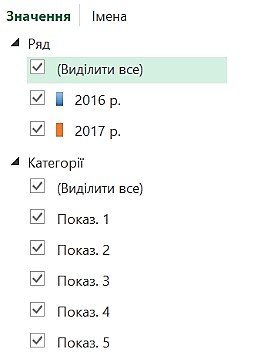 Значення Імена
Ряд
(Виділити все)
2016 р.
2017 р.
Категорії
(Виділити все)
Показ. 1
Показ. 2
Показ. 3
Показ. 4
Показ. 5